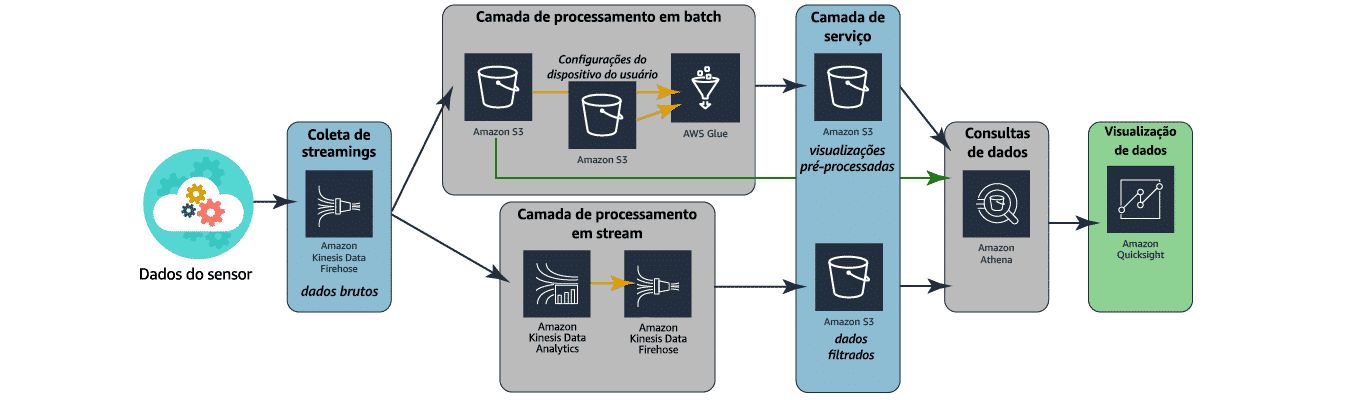 Dados do sensor
Coleta de
streamings
Amazon
Kinesis Data
Firehose
dados brutos
Camada de processamento em batch
Amazon S3
Configurações do
dispositivo do usuário
Amazon S3
AWS Glue
Camada de processamento
em stream
Amazon
Kinesis Data
Analytics
Amazon
Kinesis Data
Firehose
Camada de
serviço
Amazon S3
visualizações
pré-processadas
Amazon S3
dados
filtrados
Consultas
de dados
Amazon
Athena
Visualização
de dados
Amazon
Quicksight